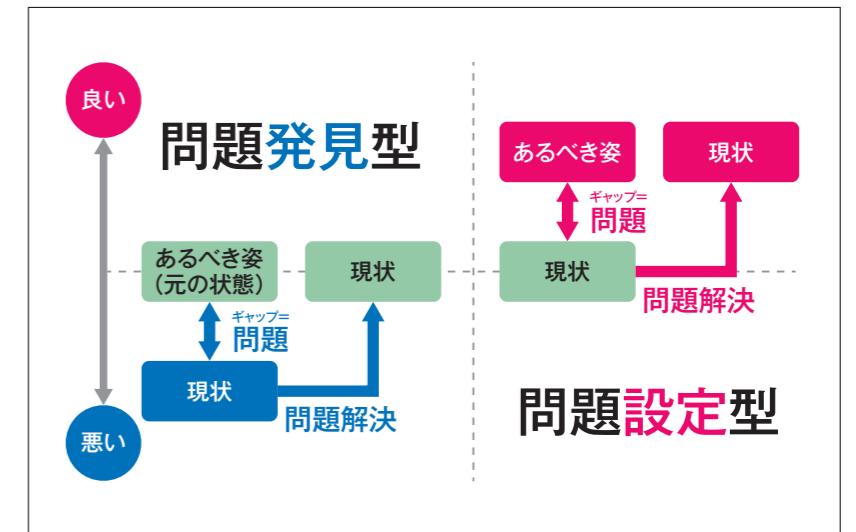 良い
問題発見型
あるべき姿
(元の状態)
現状
ギャップ=
問題
現状
問題解決
悪い
あるべき姿
現状
ギャップ=
問題
現状
問題解決
問題設定型